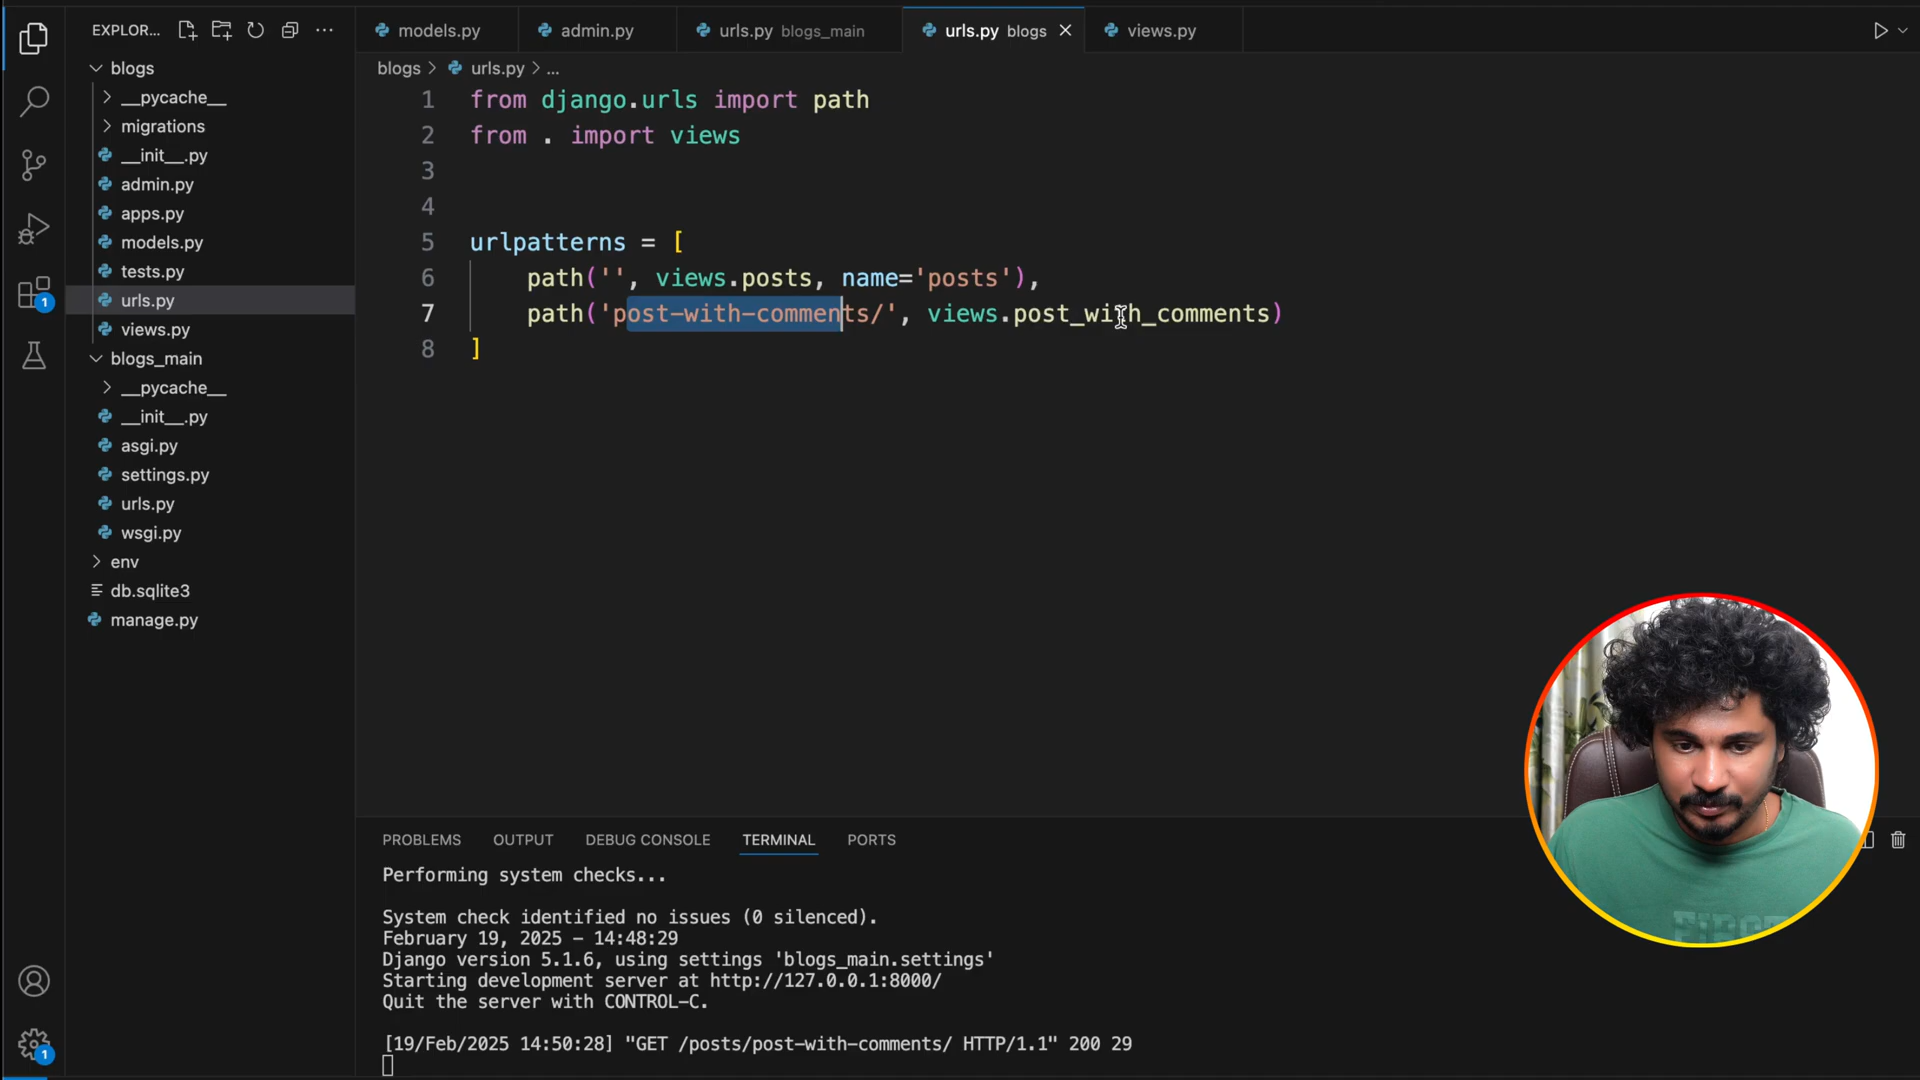 EXPLOR... ···
models.py admin.py urls.py blogs_main urls.py blogs views.py
blogs > urls.py > ...
blogs
__pycache__
migrations
__init__.py
admin.py
apps.py
models.py
tests.py
urls.py
views.py
blogs_main
__pycache__
__init__.py
asgi.py
settings.py
urls.py
wsgi.py
env
db.sqlite3
manage.py
1
1
1 from django.urls import path
2 from . import views
3
4
5 urlpatterns = [
6 path('', views.posts, name='posts'),
7 path('post-with-comments/', views.post_with_comments)
8 ]
PROBLEMS OUTPUT DEBUG CONSOLE TERMINAL PORTS
Performing system checks...
System check identified no issues (0 silenced).
February 19, 2025 - 14:48:29
Django version 5.1.6, using settings 'blogs_main.settings'
Starting development server at http://127.0.0.1:8000/
Quit the server with CONTROL-C.
[19/Feb/2025 14:50:28] "GET /posts/post-with-comments/ HTTP/1.1" 200 29